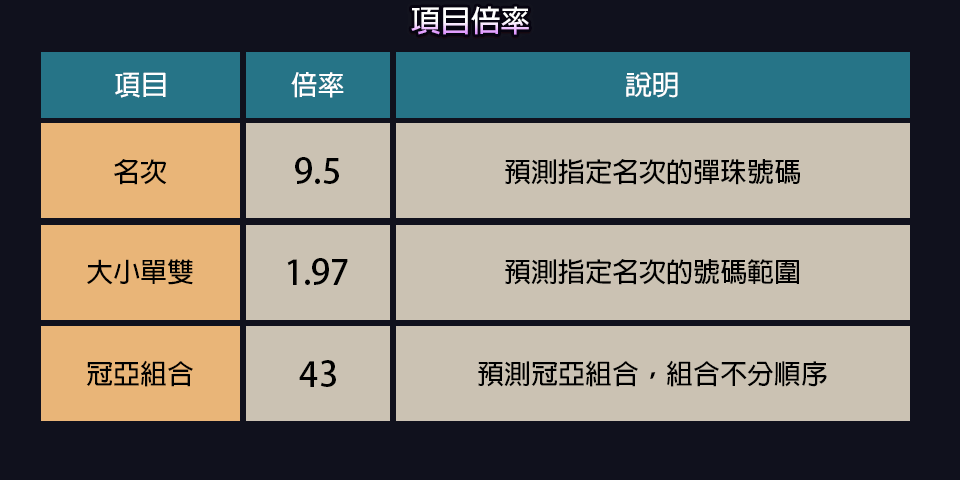 項目倍率
項目 倍率 說明
名次 9.5 預測指定名次的彈珠號碼
大小單雙 1.97 預測指定名次的號碼範圍
冠亞組合 43 預測冠亞組合，組合不分順序